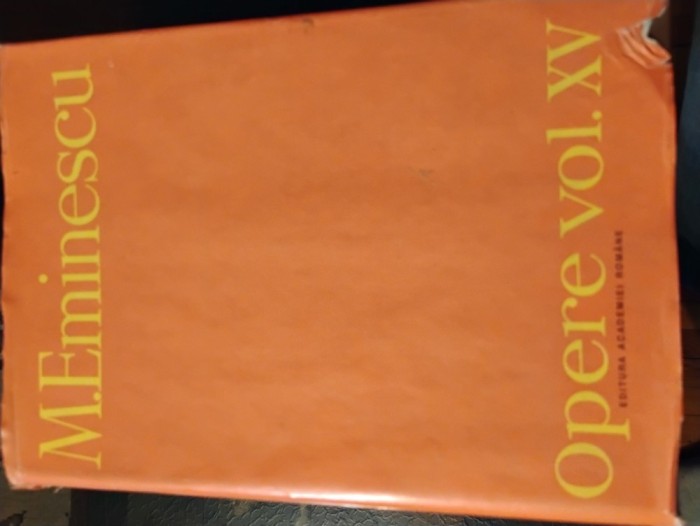 M.Eminescu
Opere vol. XV
EDITURA ACADEMIEI ROMÂNE